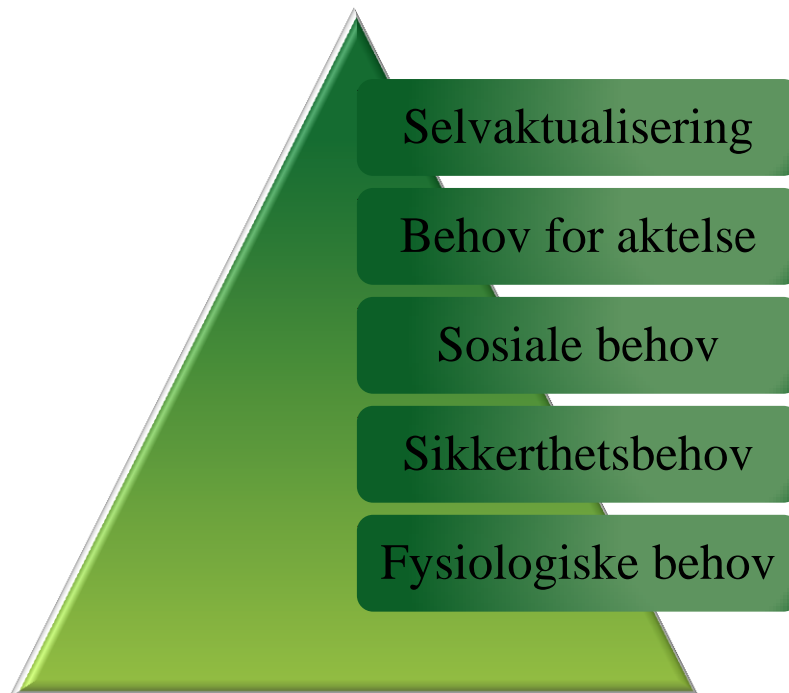 Selvaktualisering
Behov for aktelse
Sosiale behov
Sikkerthetsbehov
Fysiologiske behov